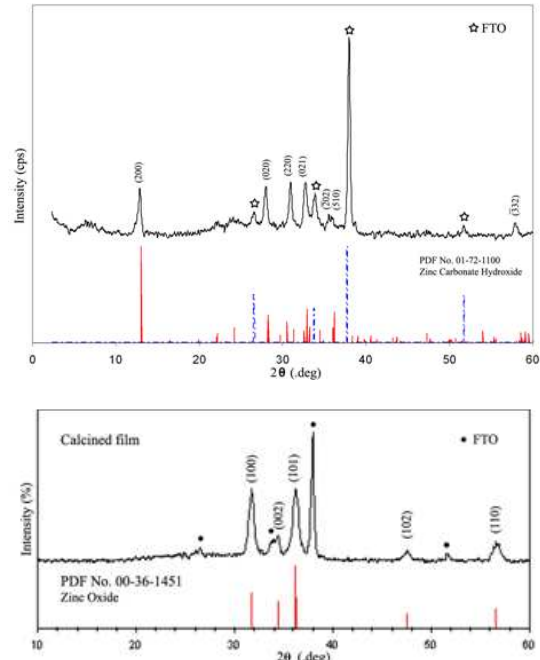 ☆ FTO
Intensity (cps)
(200)
(020)
(220)
(021)
(202)
(510)
(332)
PDF No. 01-72-1100
Zinc Carbonate Hydroxide
0 10 20 30 40 50 60
2θ (.deg)
Calcined film
• FTO
Intensity (%)
(100)
(002)
(101)
(102)
(110)
PDF No. 00-36-1451
Zinc Oxide
10 20 30 40 50 60
2θ (.deg)